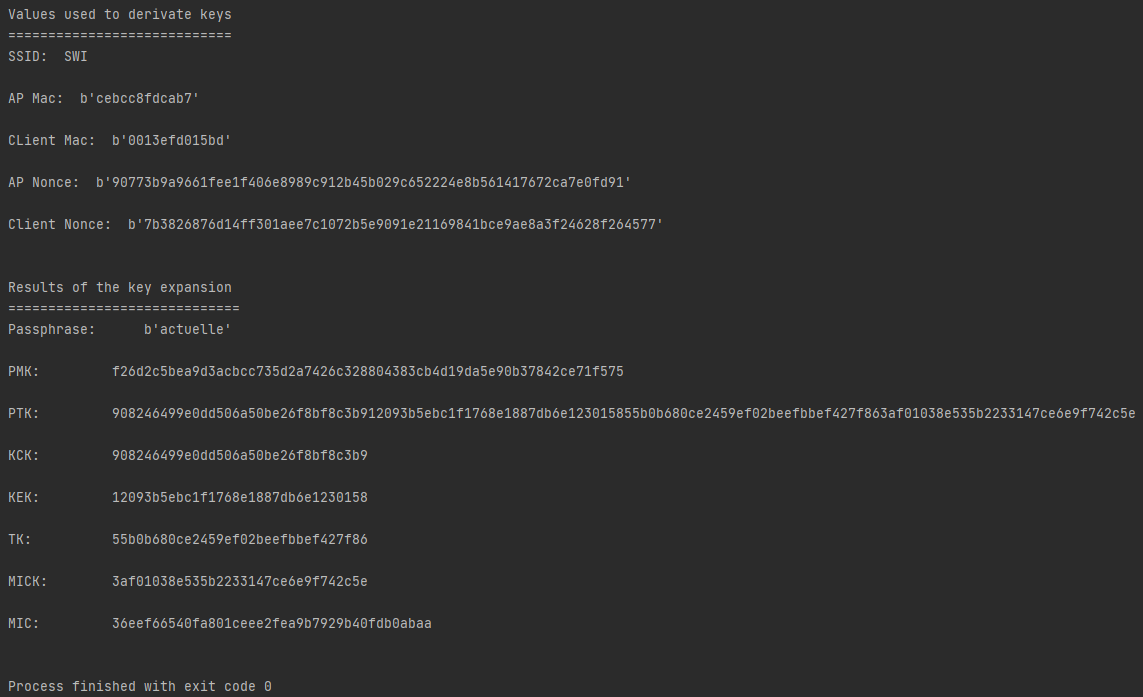 Values used to derivate keys
============================
SSID:  SWI
AP Mac:  b'cebcc8fdcab7'
CLient Mac:  b'0013efd015bd'
AP Nonce:  b'90773b9a9661fee1f406e8989c912b45b029c652224e8b561417672ca7e0fd91'
Client Nonce:  b'7b3826876d14ff301aee7c1072b5e9091e21169841bce9ae8a3f24628f264577'
Results of the key expansion
=============================
Passphrase:      b'actuelle'
PMK:         f26d2c5bea9d3acbcc735d2a7426c328804383cb4d19da5e90b37842ce71f575
PTK:         908246499e0dd506a50be26f8bf8c3b912093b5ebc1f1768e1887db6e123015855b0b680ce2459ef02beefbbef427f863af01038e535b2233147ce6e9f742c5e
KCK:         908246499e0dd506a50be26f8bf8c3b9
KEK:         12093b5ebc1f1768e1887db6e1230158
TK:          55b0b680ce2459ef02beefbbef427f86
MICK:        3af01038e535b2233147ce6e9f742c5e
MIC:         36eef66540fa801ceee2fea9b7929b40fdb0abaa
Process finished with exit code 0